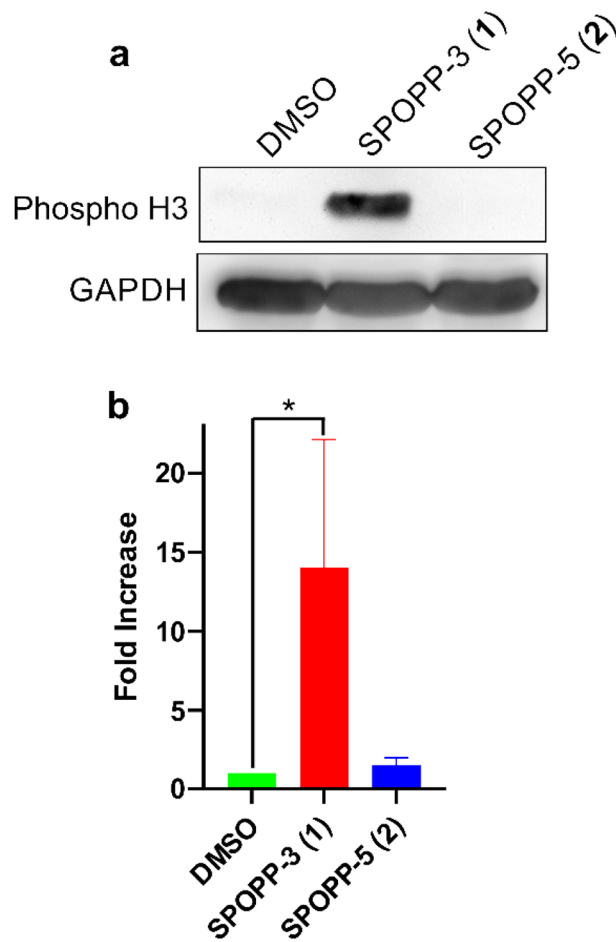 a
DMSO
SPOPP-3 (1)
SPOPP-5 (2)
Phospho H3
GAPDH
b
*
20
15
10
5
0
Fold Increase
DMSO
SPOPP-3 (1)
SPOPP-5 (2)